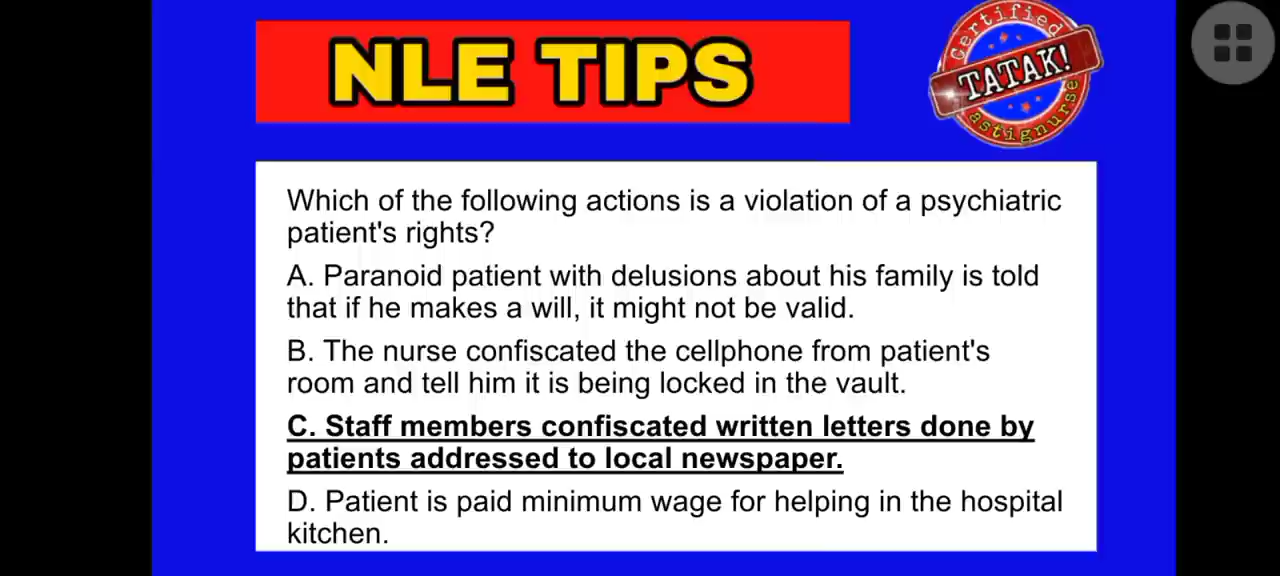 NLE TIPS
Certified
TATAK!
astignurse
Which of the following actions is a violation of a psychiatric
patient's rights?
A. Paranoid patient with delusions about his family is told
that if he makes a will, it might not be valid.
B. The nurse confiscated the cellphone from patient's
room and tell him it is being locked in the vault.
C. Staff members confiscated written letters done by
patients addressed to local newspaper.
D. Patient is paid minimum wage for helping in the hospital
kitchen.